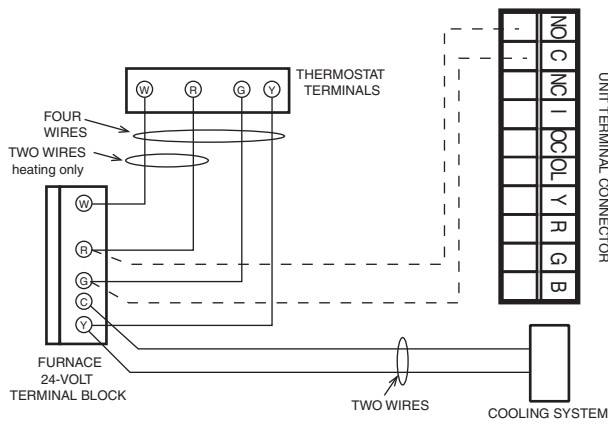 THERMOSTAT
TERMINALS
W
R
G
Y
FOUR
WIRES
TWO WIRES
heating only
W
R
G
C
Y
FURNACE
24-VOLT
TERMINAL BLOCK
TWO WIRES
COOLING SYSTEM
NO
C
NC
I
OC
OL
Y
R
G
B
UNIT TERMINAL CONNECTOR